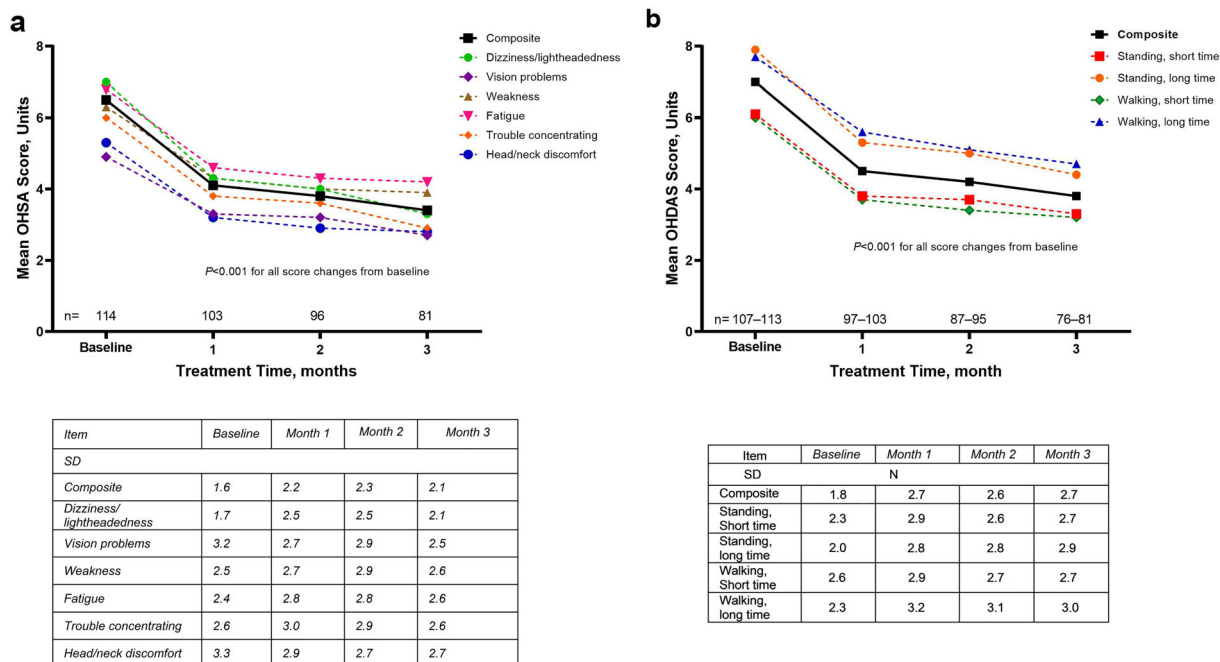 a
Mean OHSA Score, Units
8
6
4
2
0
Composite
Dizziness/lightheadedness
Vision problems
Weakness
Fatigue
Trouble concentrating
Head/neck discomfort
P<0.001 for all score changes from baseline
n= 114 103 96 81
Baseline 1 2 3
Treatment Time, months
Item Baseline Month 1 Month 2 Month 3
SD
Composite 1.6 2.2 2.3 2.1
Dizziness/
lightheadedness 1.7 2.5 2.5 2.1
Vision problems 3.2 2.7 2.9 2.5
Weakness 2.5 2.7 2.9 2.6
Fatigue 2.4 2.8 2.8 2.6
Trouble concentrating 2.6 3.0 2.9 2.6
Head/neck discomfort 3.3 2.9 2.7 2.7
b
Mean OHDAS Score, Units
8
6
4
2
0
Composite
Standing, short time
Standing, long time
Walking, short time
Walking, long time
P<0.001 for all score changes from baseline
n= 107–113 97–103 87–95 76–81
Baseline 1 2 3
Treatment Time, month
Item Baseline Month 1 Month 2 Month 3
SD N
Composite 1.8 2.7 2.6 2.7
Standing,
Short time 2.3 2.9 2.6 2.7
Standing,
long time 2.0 2.8 2.8 2.9
Walking,
Short time 2.6 2.9 2.7 2.7
Walking,
long time 2.3 3.2 3.1 3.0